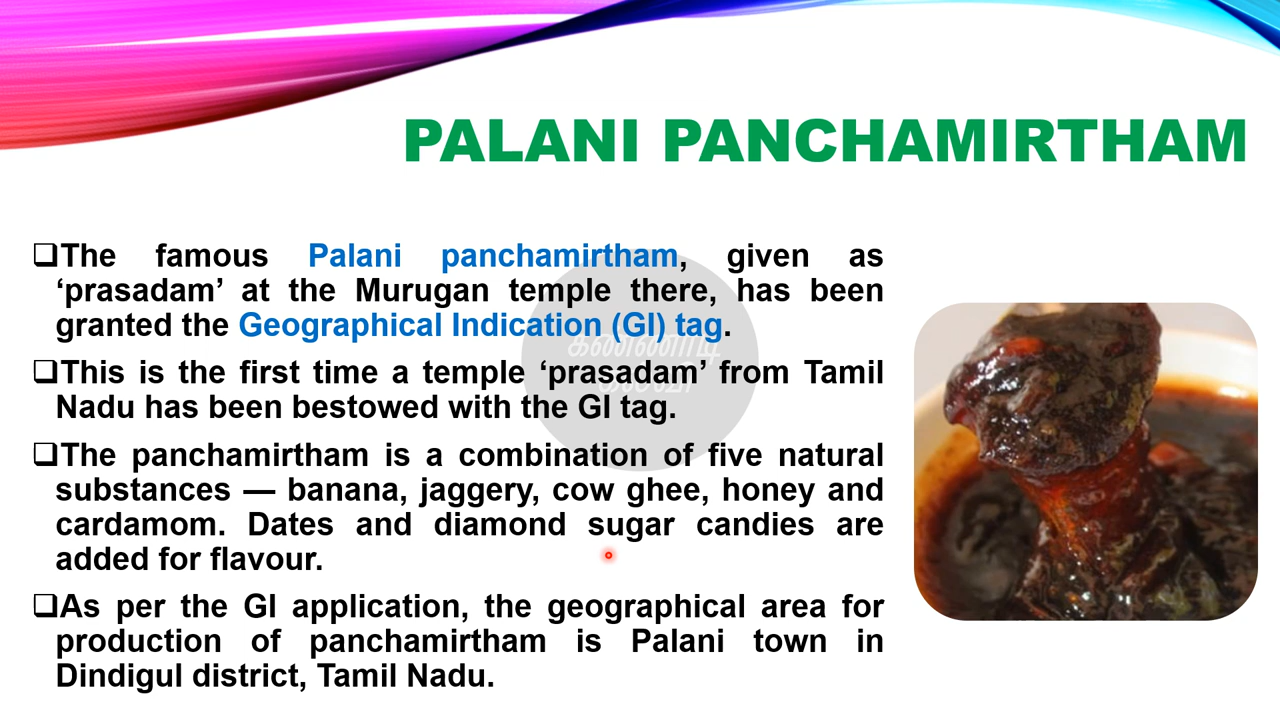 PALANI PANCHAMIRTHAM
❑The famous Palani panchamirtham, given as
‘prasadam’ at the Murugan temple there, has been
granted the Geographical Indication (GI) tag.
❑This is the first time a temple ‘prasadam’ from Tamil
Nadu has been bestowed with the GI tag.
❑The panchamirtham is a combination of five natural
substances — banana, jaggery, cow ghee, honey and
cardamom. Dates and diamond sugar candies are
added for flavour.
❑As per the GI application, the geographical area for
production of panchamirtham is Palani town in
Dindigul district, Tamil Nadu.